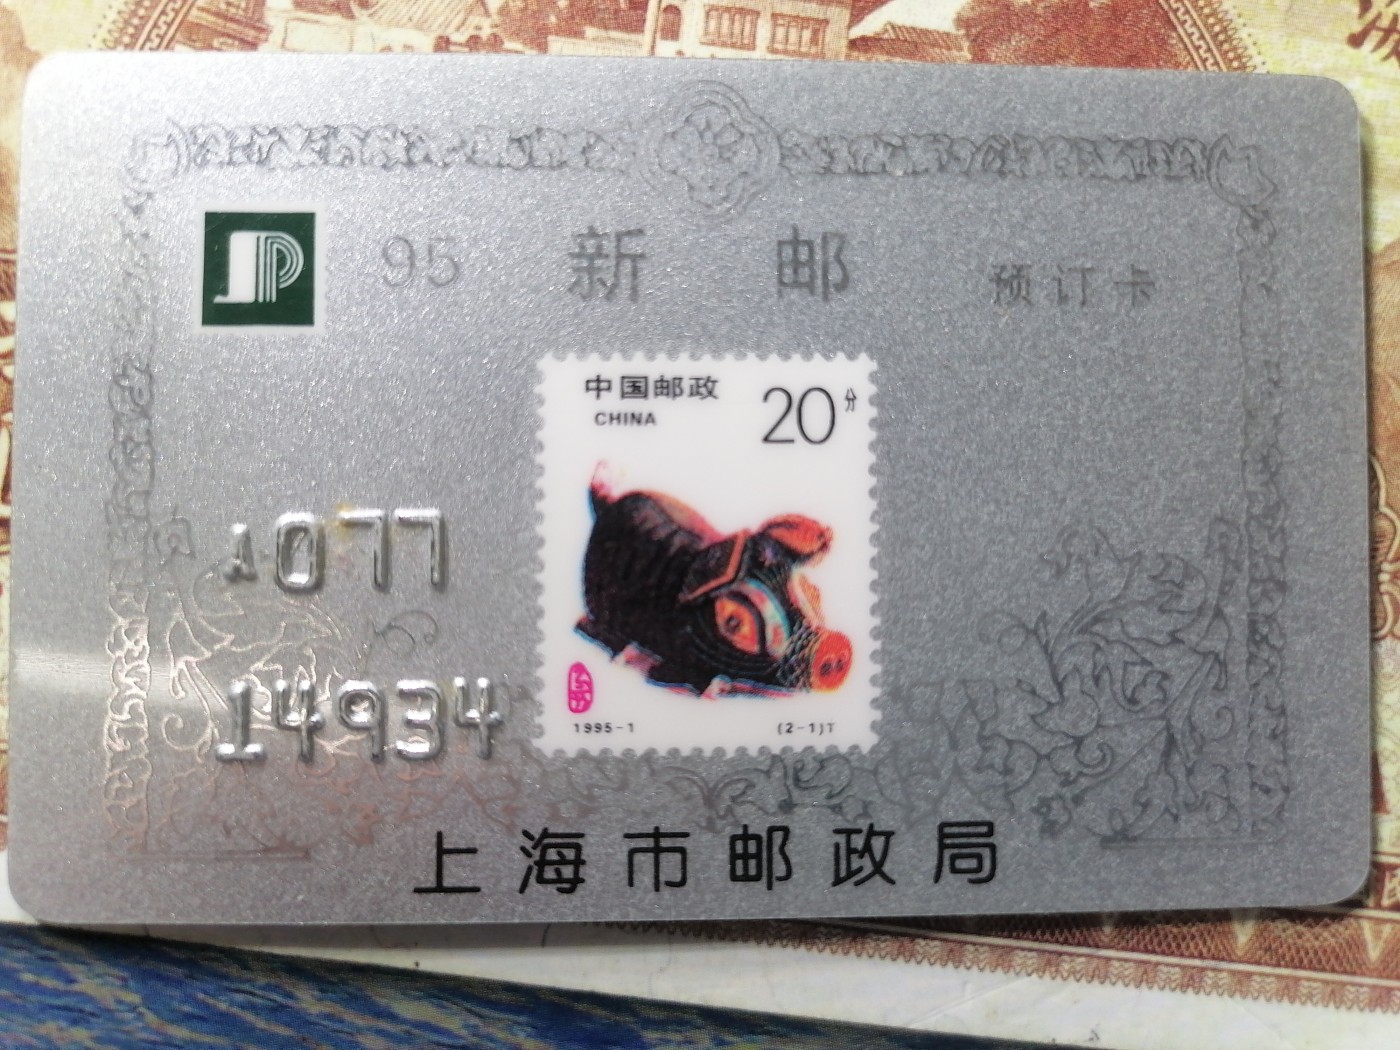 JP
95 新 邮 预订卡
中国邮政
CHINA
20分
A077
14934
1995-1 (2-1)T
上海市邮政局